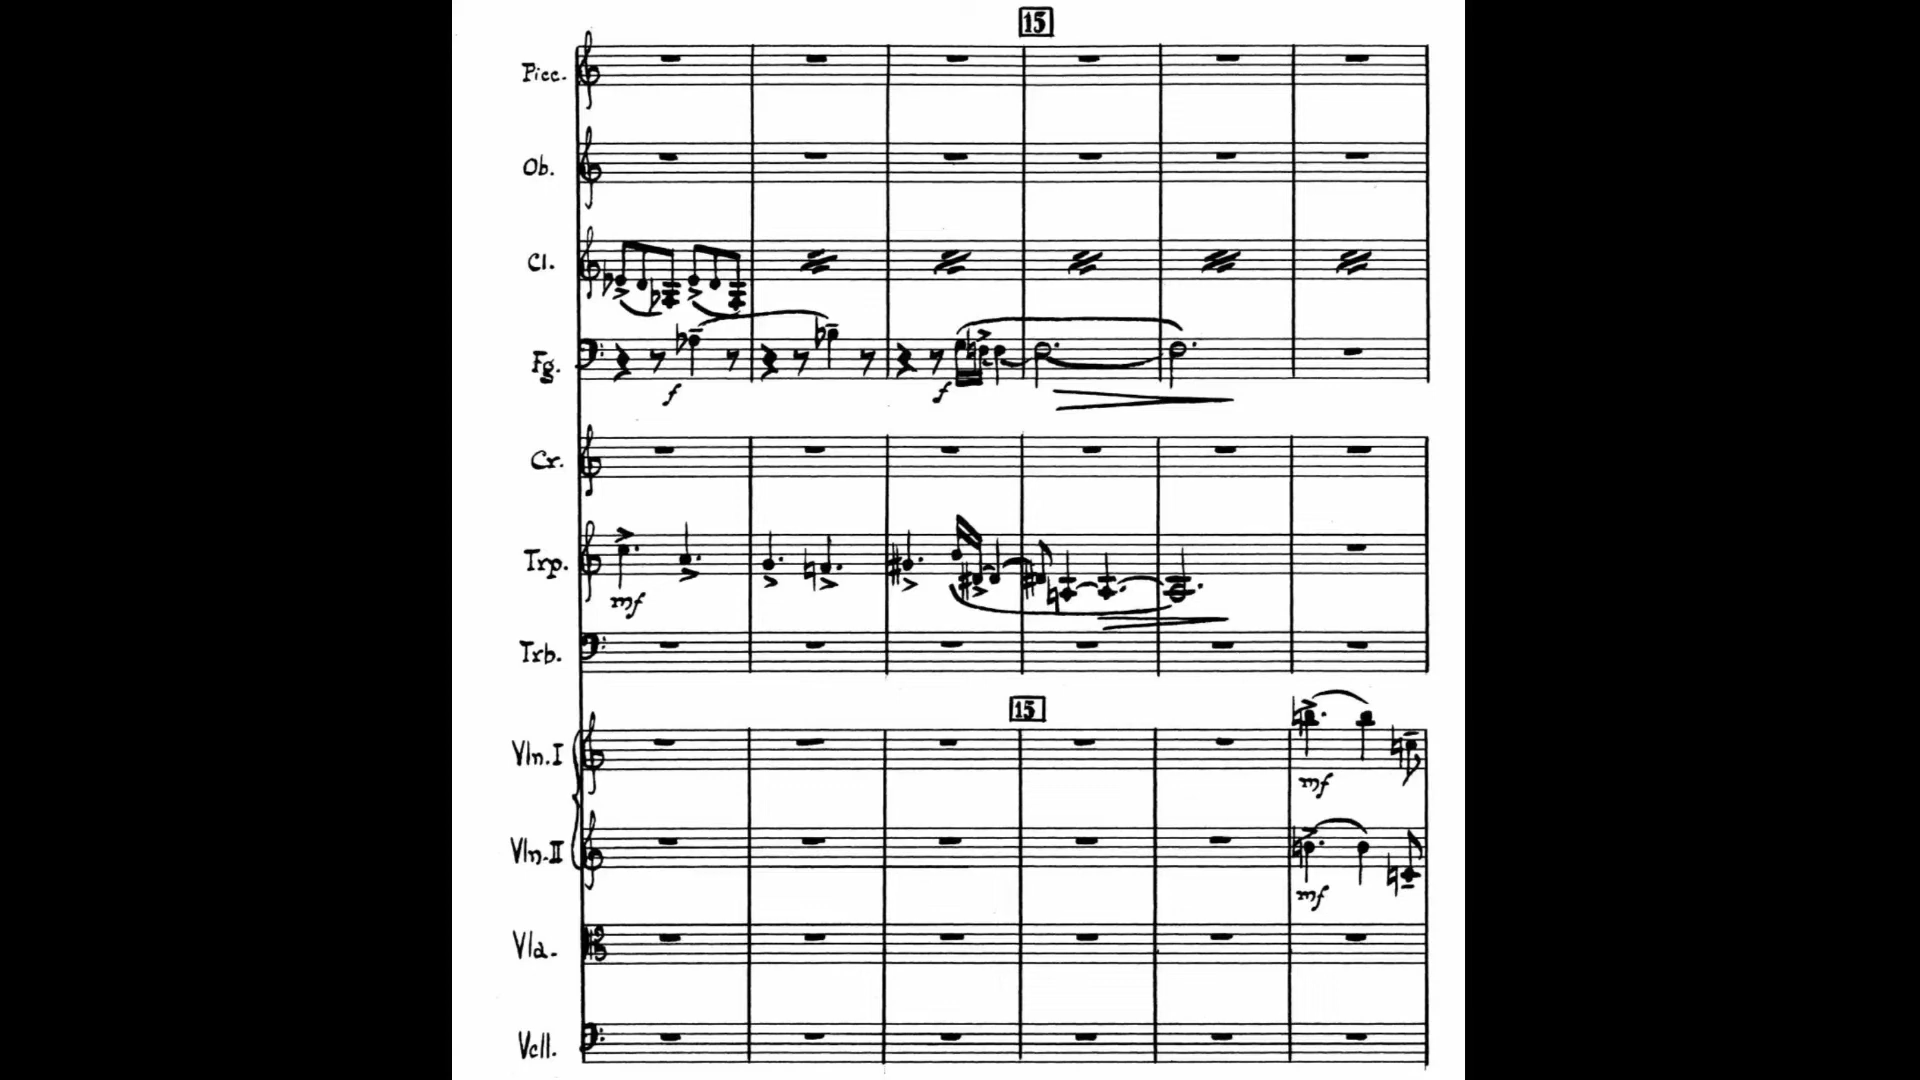 15
Picc.
Ob.
Cl.
Fg.
f
f
Cr.
Trp.
mf
Trb.
15
Vln.I
mf
Vln.II
mf
Vla.
Vcll.